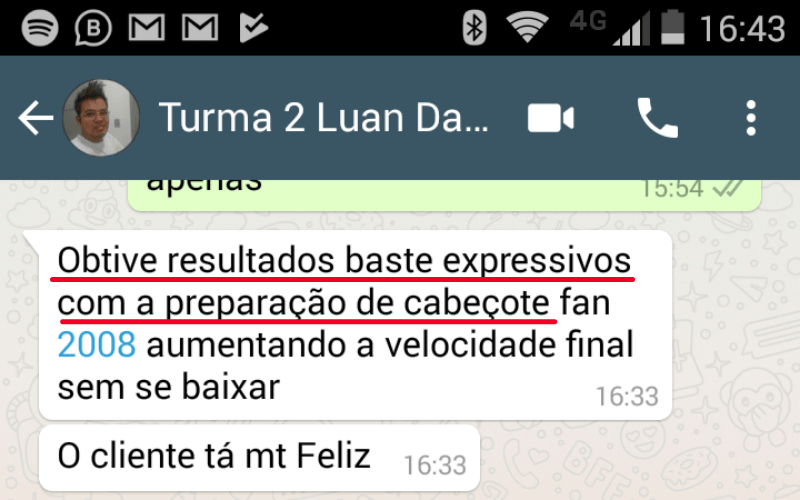 4G 16:43
Turma 2 Luan Da...
apenas
15:54
Obtive resultados baste expressivos
com a preparação de cabeçote fan
2008 aumentando a velocidade final
sem se baixar
16:33
O cliente tá mt Feliz
16:33